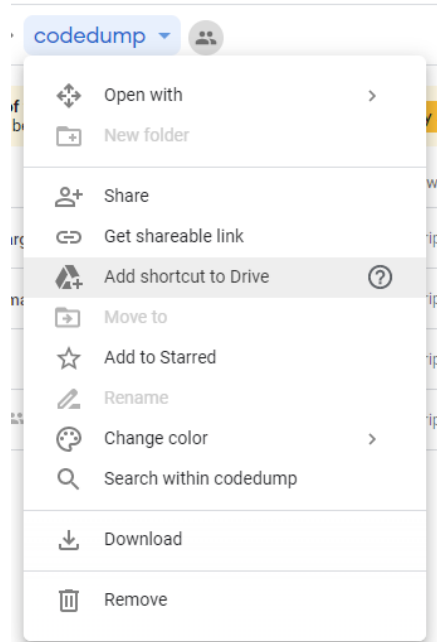 codedump
Open with
New folder
Share
Get shareable link
Add shortcut to Drive
Move to
Add to Starred
Rename
Change color
Search within codedump
Download
Remove